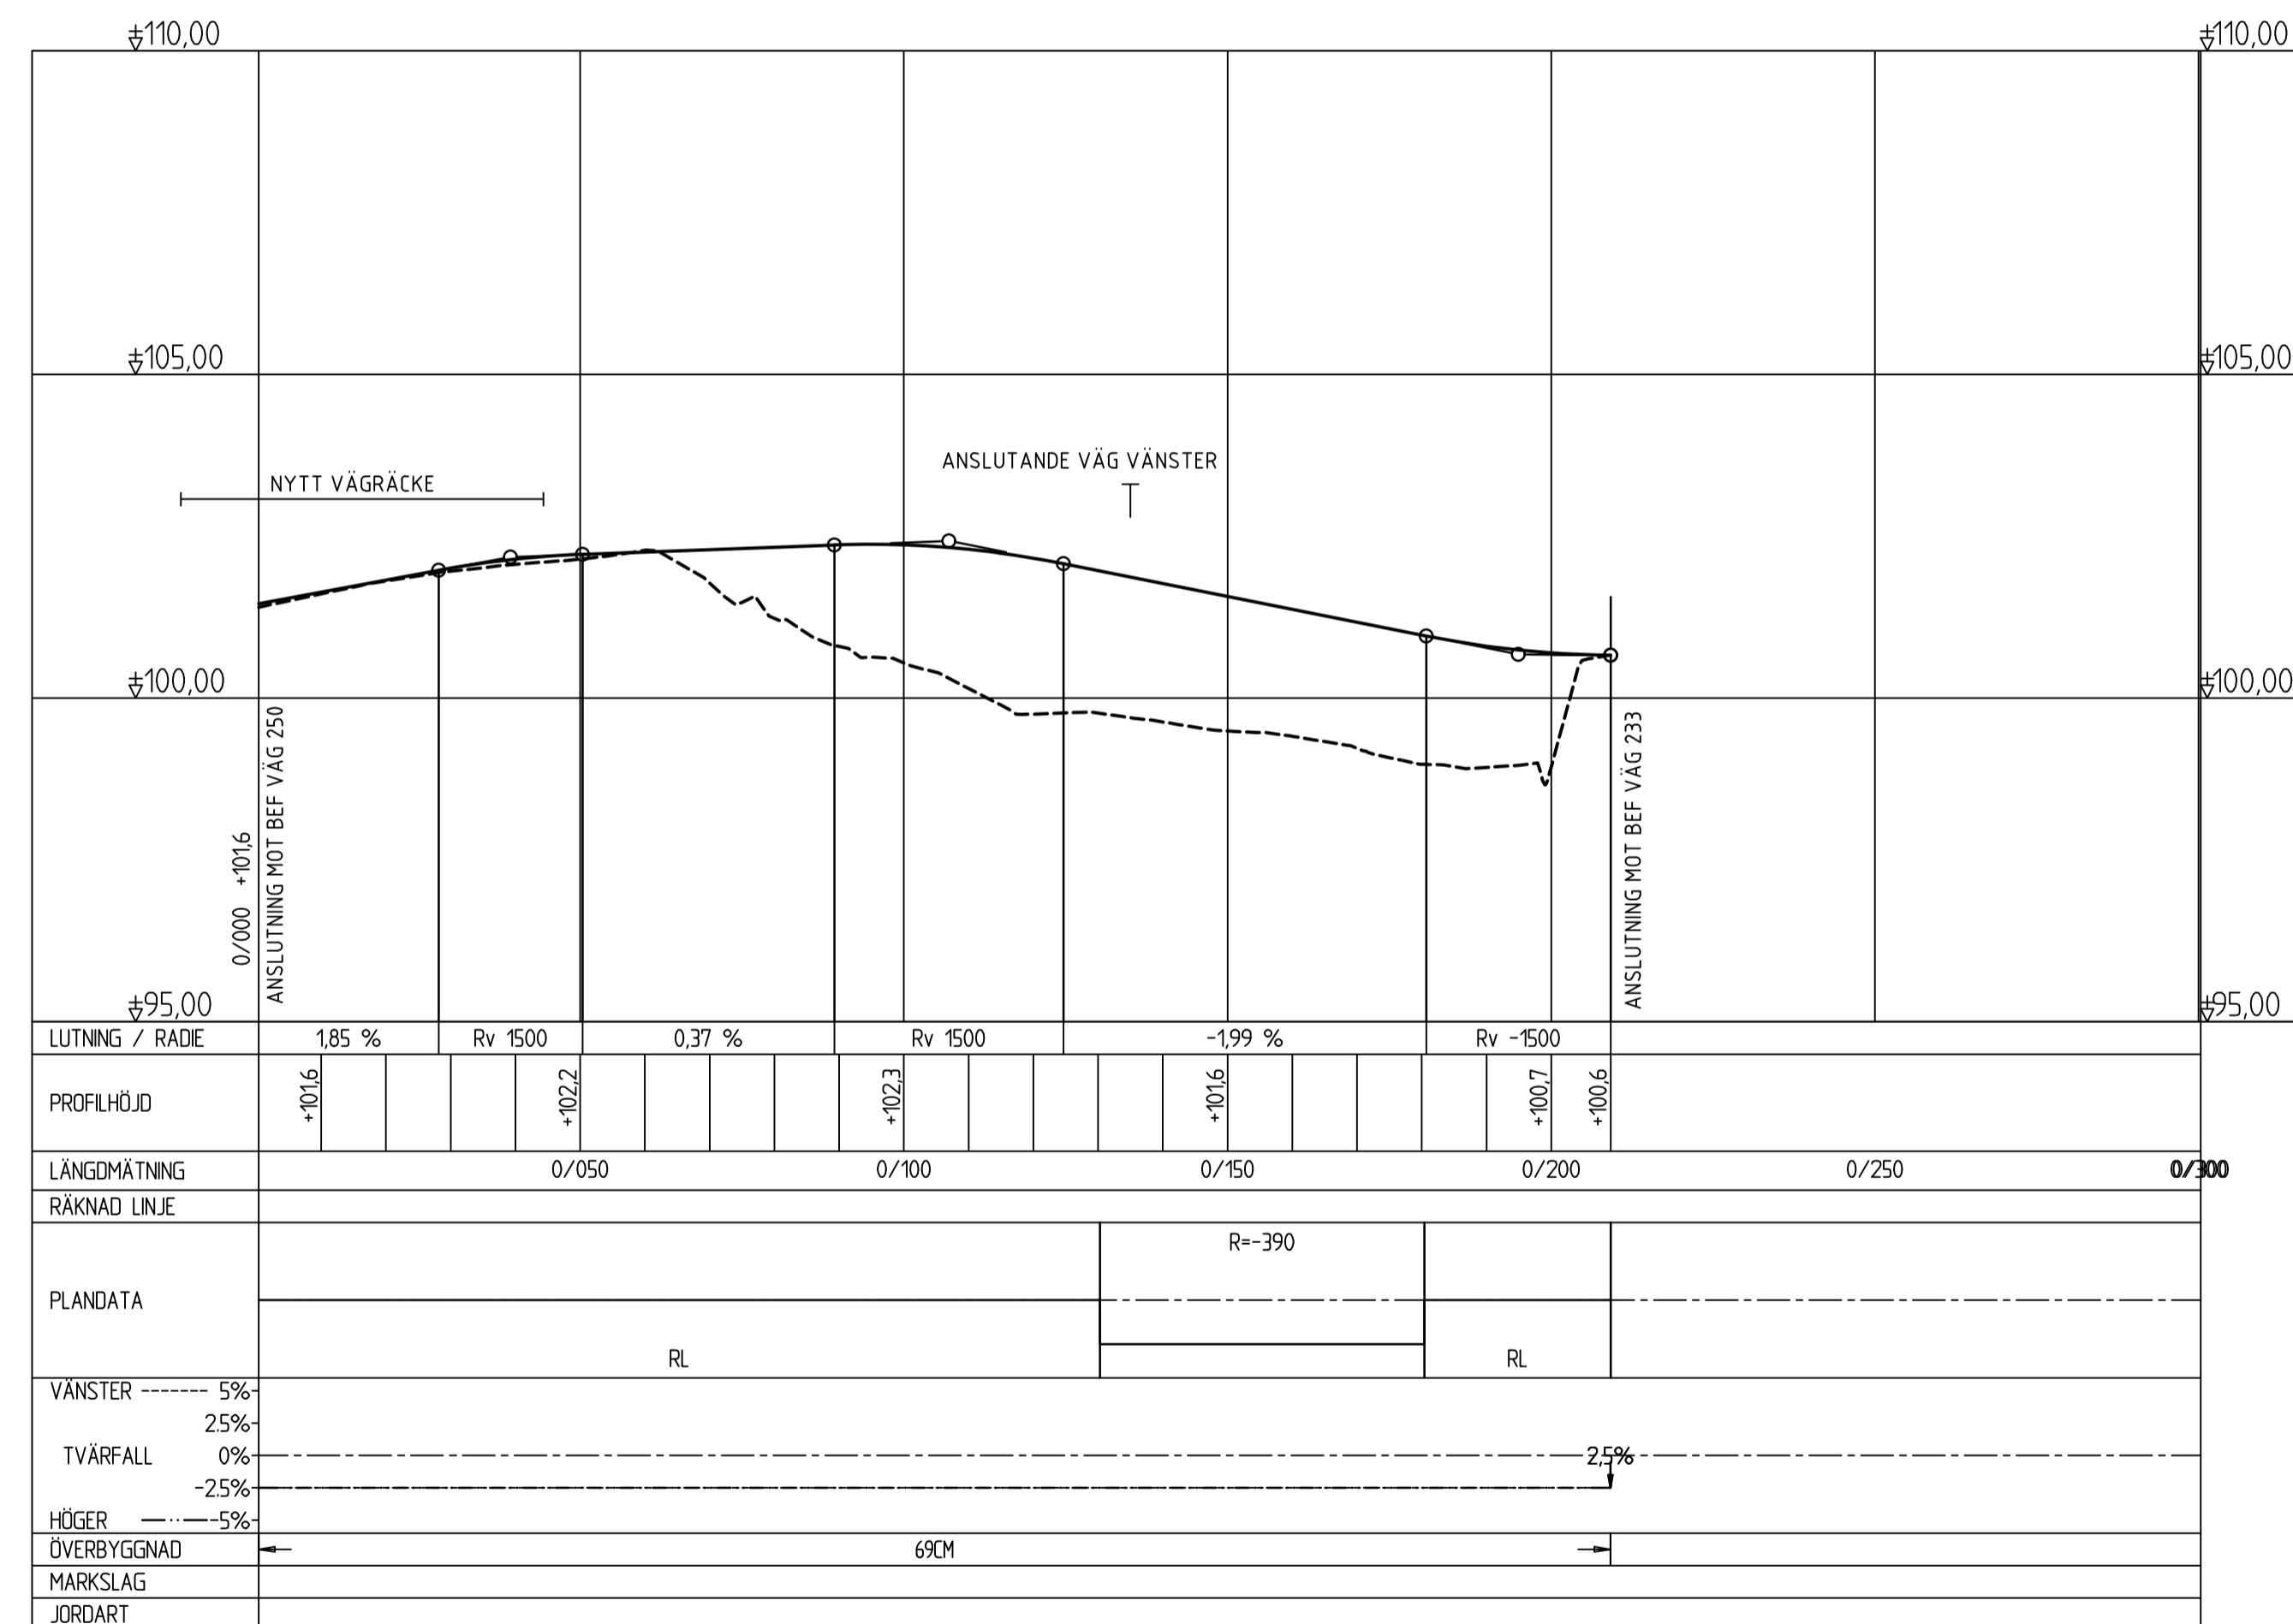 ±110,00 ±110,00
±105,00 ±105,00
ANSLUTANDE VÄG VÄNSTER
NYTT VÄGRÄCKE
±100,00 ±100,00
0/000 +101,6
ANSLUTNING MOT BEF VÄG 250
ANSLUTNING MOT BEF VÄG 233
±95,00 ±95,00
LUTNING / RADIE 1,85 % Rv 1500 0,37 % Rv 1500 -1,99 % Rv -1500
PROFILHÖJD +101,6 +102,2 +102,3 +101,6 +100,7 +100,6
LÄNGDMÄTNING 0/050 0/100 0/150 0/200 0/250
RÄKNAD LINJE
R=-390
PLANDATA
RL RL
VÄNSTER 5%
2.5%
TVÄRFALL 0% 2,5%
-2.5%
HÖGER -5%
ÖVERBYGGNAD 69CM
MARKSLAG
JORDART